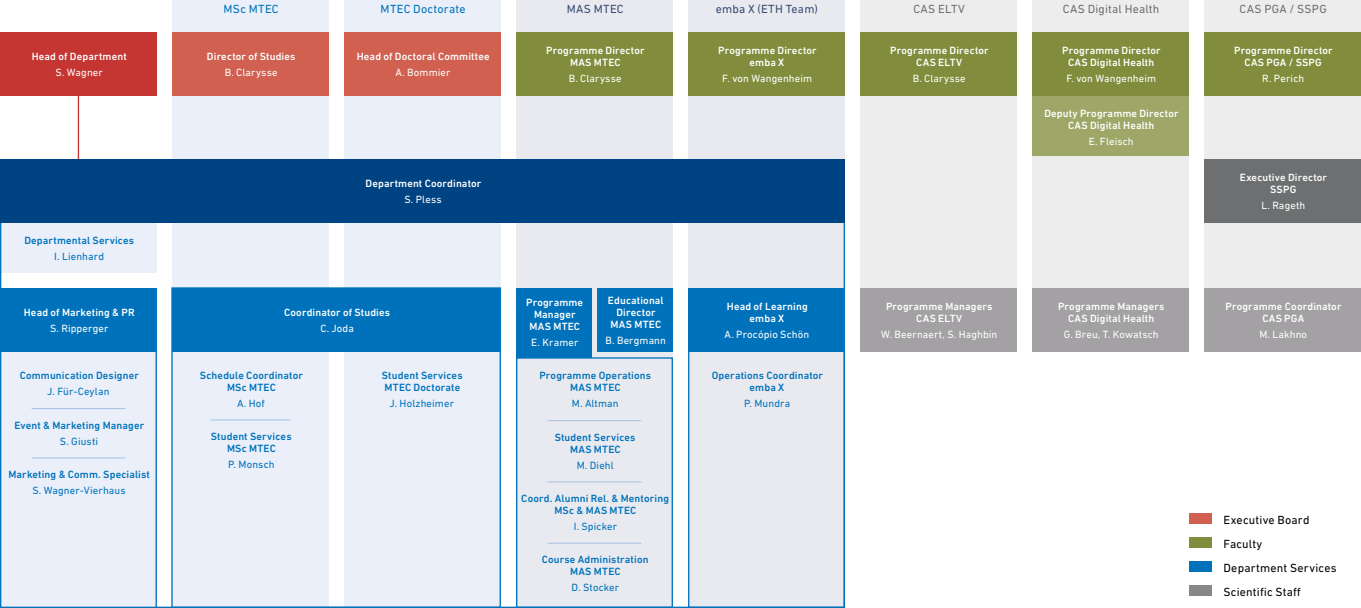 MSc MTEC
MTEC Doctorate
MAS MTEC
emba X (ETH Team)
CAS ELTV
CAS Digital Health
CAS PGA / SSPG
Head of Department
S. Wagner
Director of Studies
B. Clarysse
Head of Doctoral Committee
A. Bommier
Programme Director
MAS MTEC
B. Clarysse
Programme Director
emba X
F. von Wangenheim
Programme Director
CAS ELTV
B. Clarysse
Programme Director
CAS Digital Health
F. von Wangenheim
Programme Director
CAS PGA / SSPG
R. Perich
Deputy Programme Director
CAS Digital Health
E. Fleisch
Department Coordinator
S. Pless
Executive Director
SSPG
L. Rageth
Departmental Services
I. Lienhard
Head of Marketing & PR
S. Ripperger
Coordinator of Studies
C. Joda
Programme
Manager
MAS MTEC
E. Kramer
Educational
Director
MAS MTEC
B. Bergmann
Head of Learning
emba X
A. Procópio Schön
Programme Managers
CAS ELTV
W. Beernaert, S. Haghbin
Programme Managers
CAS Digital Health
G. Breu, T. Kowatsch
Programme Coordinator
CAS PGA
M. Lakhno
Communication Designer
J. Für-Ceylan
Event & Marketing Manager
S. Giusti
Marketing & Comm. Specialist
S. Wagner-Vierhaus
Schedule Coordinator
MSc MTEC
A. Hof
Student Services
MSc MTEC
P. Monsch
Student Services
MTEC Doctorate
J. Holzheimer
Programme Operations
MAS MTEC
M. Altman
Student Services
MAS MTEC
M. Diehl
Coord. Alumni Rel. & Mentoring
MSc & MAS MTEC
I. Spicker
Course Administration
MAS MTEC
D. Stocker
Operations Coordinator
emba X
P. Mundra
Executive Board
Faculty
Department Services
Scientific Staff